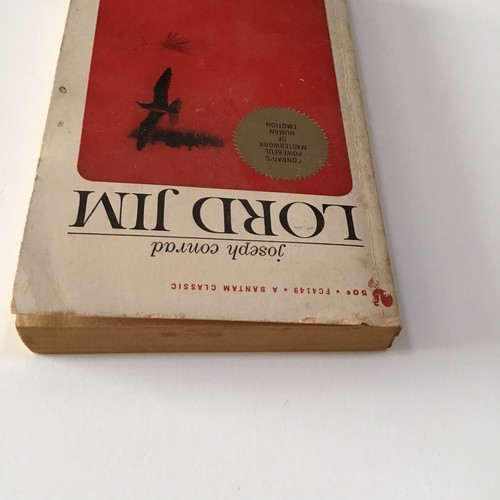 50¢ • FC4149 • A BANTAM CLASSIC
joseph conrad
LORD JIM
CONRAD'S
POWERFUL
MASTERWORK
OF
HUMAN
EMOTION